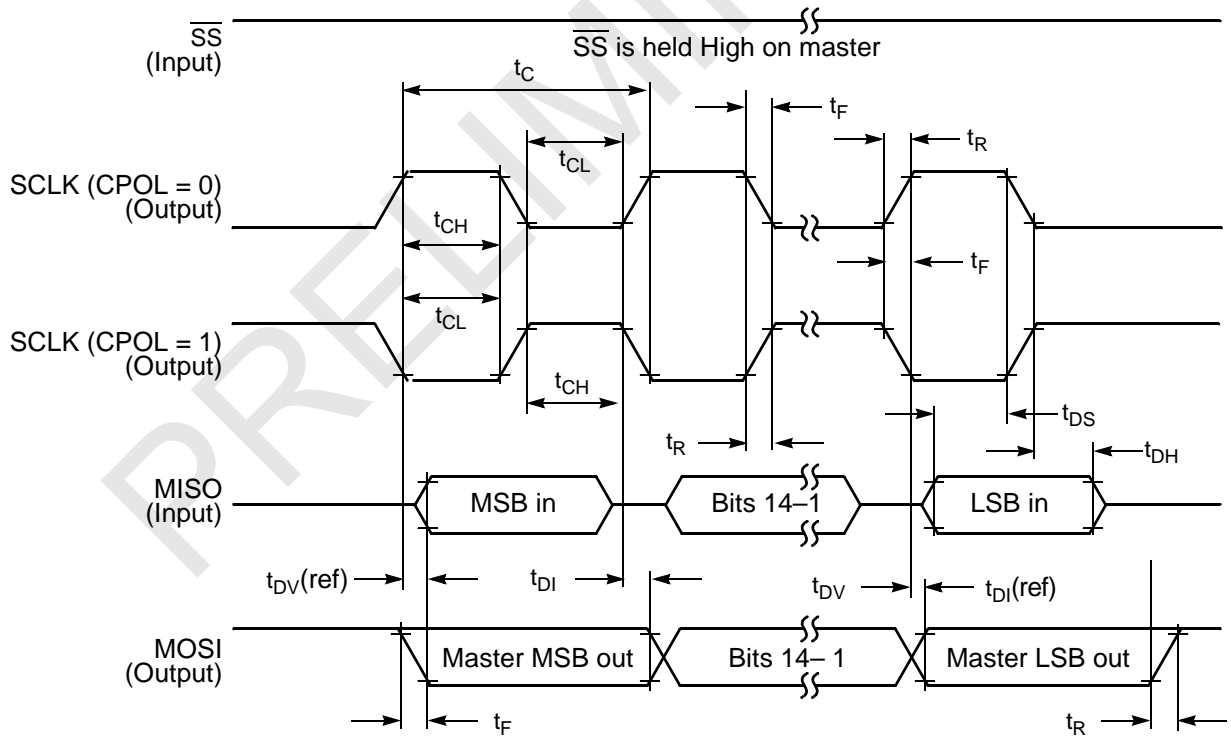 SS
(Input)
SS is held High on master
tC
tF
tR
tCL
SCLK (CPOL = 0)
(Output)
tCH
tF
tCL
SCLK (CPOL = 1)
(Output)
tCH
tDS
tR
tDH
MISO
(Input)
MSB in
Bits 14–1
LSB in
tDV(ref)
tDI
tDV
tDI(ref)
MOSI
(Output)
Master MSB out
Bits 14– 1
Master LSB out
tF
tR